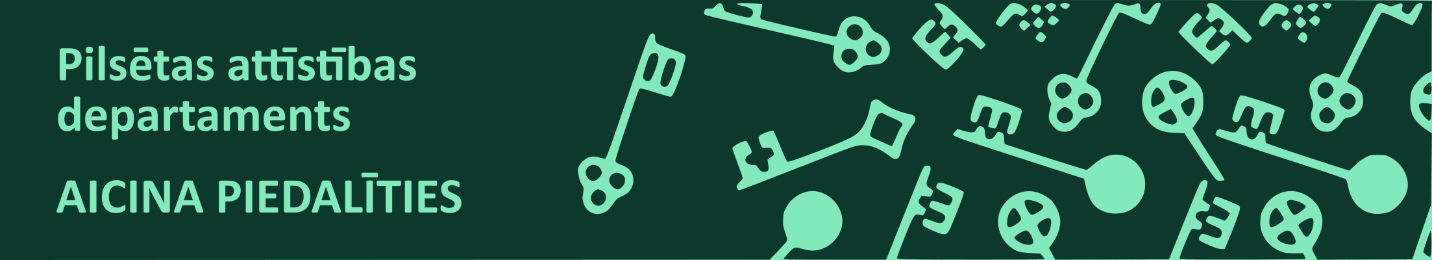 Pilsētas attīstības
departaments
AICINA PIEDALĪTIES